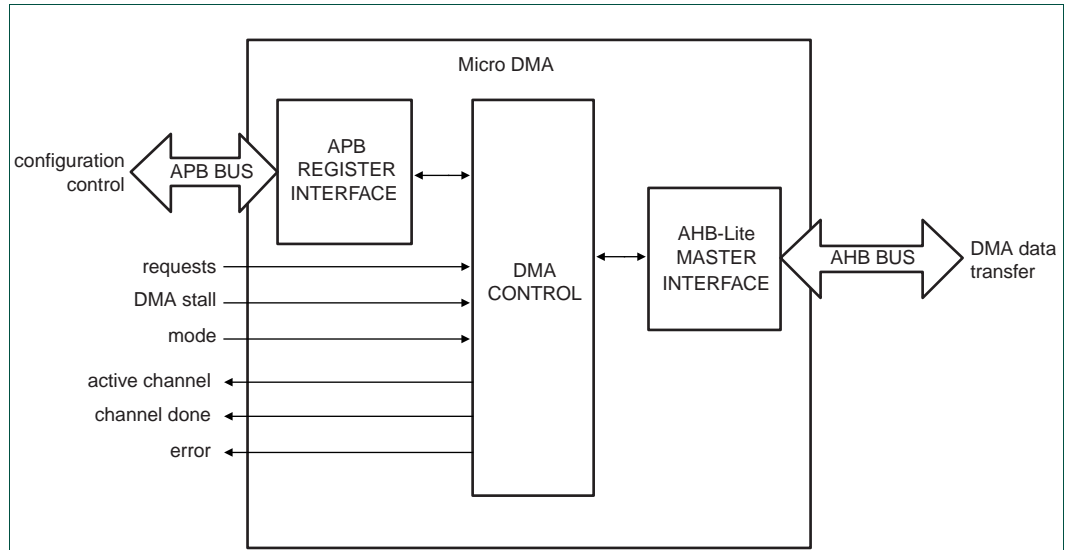 Micro DMA
configuration
control
APB BUS
APB
REGISTER
INTERFACE
requests
DMA stall
mode
active channel
channel done
error
DMA
CONTROL
AHB-Lite
MASTER
INTERFACE
AHB BUS
DMA data
transfer